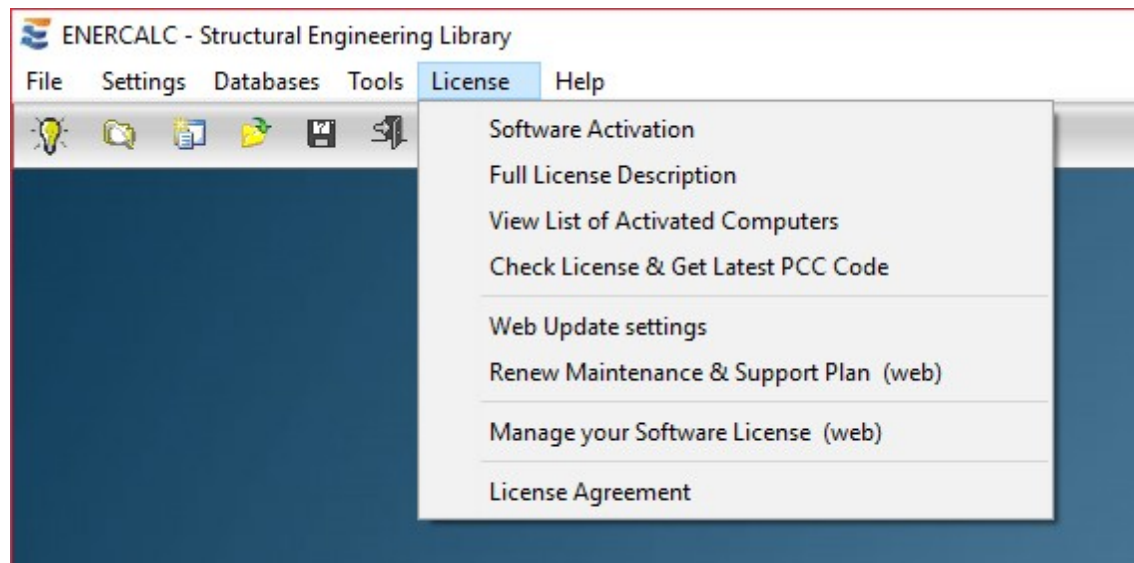 ENERCALC - Structural Engineering Library
File Settings Databases Tools License Help
Software Activation
Full License Description
View List of Activated Computers
Check License & Get Latest PCC Code
Web Update settings
Renew Maintenance & Support Plan (web)
Manage your Software License (web)
License Agreement